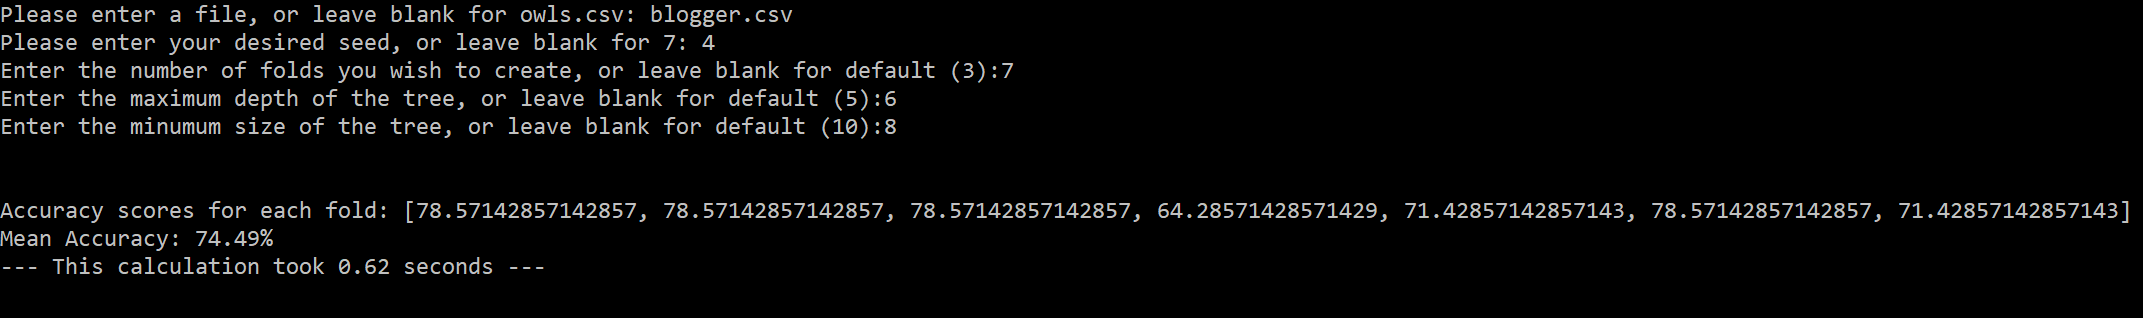 Please enter a file, or leave blank for owls.csv: blogger.csv
Please enter your desired seed, or leave blank for 7: 4
Enter the number of folds you wish to create, or leave blank for default (3):7
Enter the maximum depth of the tree, or leave blank for default (5):6
Enter the minumum size of the tree, or leave blank for default (10):8
Accuracy scores for each fold: [78.57142857142857, 78.57142857142857, 78.57142857142857, 64.28571428571429, 71.42857142857143, 78.57142857142857, 71.42857142857143]
Mean Accuracy: 74.49%
--- This calculation took 0.62 seconds ---